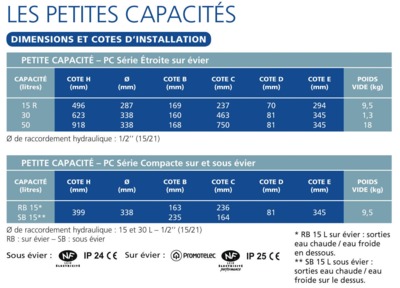 LES PETITES CAPACITÉS
DIMENSIONS ET COTES D'INSTALLATION
PETITE CAPACITÉ – PC Série Étroite sur évier
CAPACITÉ (litres) COTE H (mm) Ø (mm) COTE B (mm) COTE C (mm) COTE D (mm) COTE E (mm) POIDS VIDE (kg)
15 R 496 287 169 237 70 294 9,5
30 623 338 160 463 81 345 1,3
50 918 338 168 750 81 345 18
Ø de raccordement hydraulique : 1/2'' (15/21)
PETITE CAPACITÉ – PC Série Compacte sur et sous évier
CAPACITÉ (litres) COTE H (mm) Ø (mm) COTE B (mm) COTE C (mm) COTE D (mm) COTE E (mm) POIDS VIDE (kg)
RB 15* 163 236
399 338 81 345 9,5
SB 15** 235 164
Ø de raccordement hydraulique : 15 et 30 L – 1/2'' (15/21)
RB : sur évier – SB : sous évier
Sous évier : NF ÉLECTRICITÉ IP 24 CE Sur évier : PROMOTELEC NF ÉLECTRICITÉ performance IP 25 CE
* RB 15 L sur évier : sorties
eau chaude / eau froide
en dessous.
** SB 15 L sous évier :
sorties eau chaude / eau
froide sur le dessus.